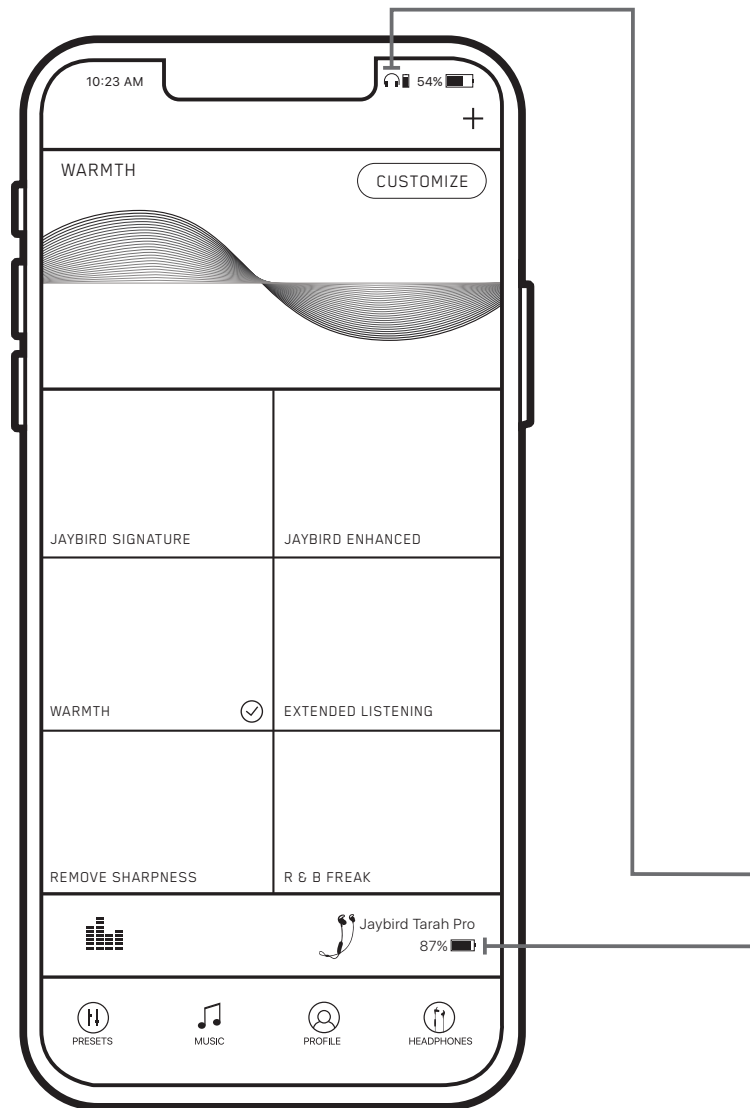 10:23 AM 54%
WARMTH CUSTOMIZE
JAYBIRD SIGNATURE JAYBIRD ENHANCED
WARMTH EXTENDED LISTENING
REMOVE SHARPNESS R & B FREAK
Jaybird Tarah Pro
87%
PRESETS MUSIC PROFILE HEADPHONES